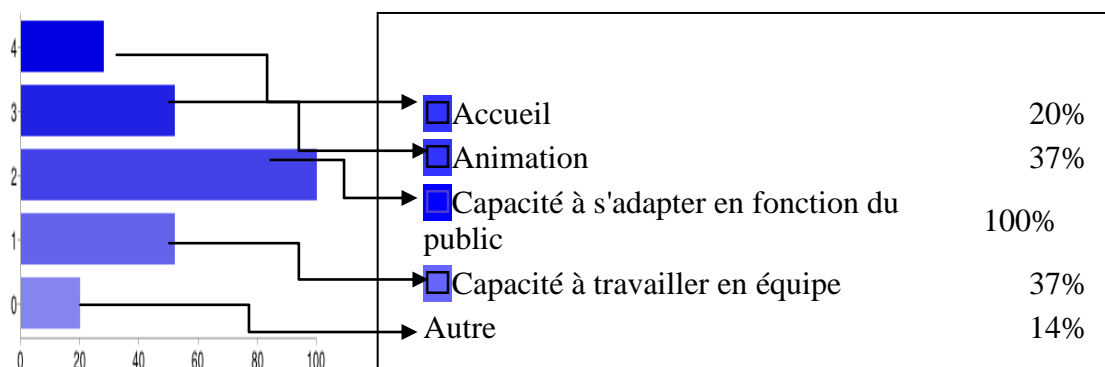 4
3
2
1
0
0 20 40 60 80 100
Accueil 20%
Animation 37%
Capacité à s'adapter en fonction du
public 100%
Capacité à travailler en équipe 37%
Autre 14%